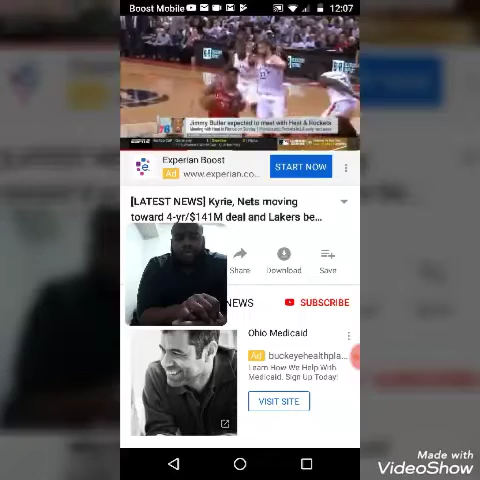 Boost Mobile
12:07
Jimmy Butler expected to meet with Heat & Rockets
ESPN2
Experian Boost
Ad www.experian.co...
START NOW
[LATEST NEWS] Kyrie, Nets moving
toward 4-yr/$141M deal and Lakers be...
Share
Download
Save
NEWS
SUBSCRIBE
Ohio Medicaid
Ad buckeyehealthpla...
Learn How We Help With
Medicaid. Sign Up Today!
VISIT SITE
Made with
VideoShow